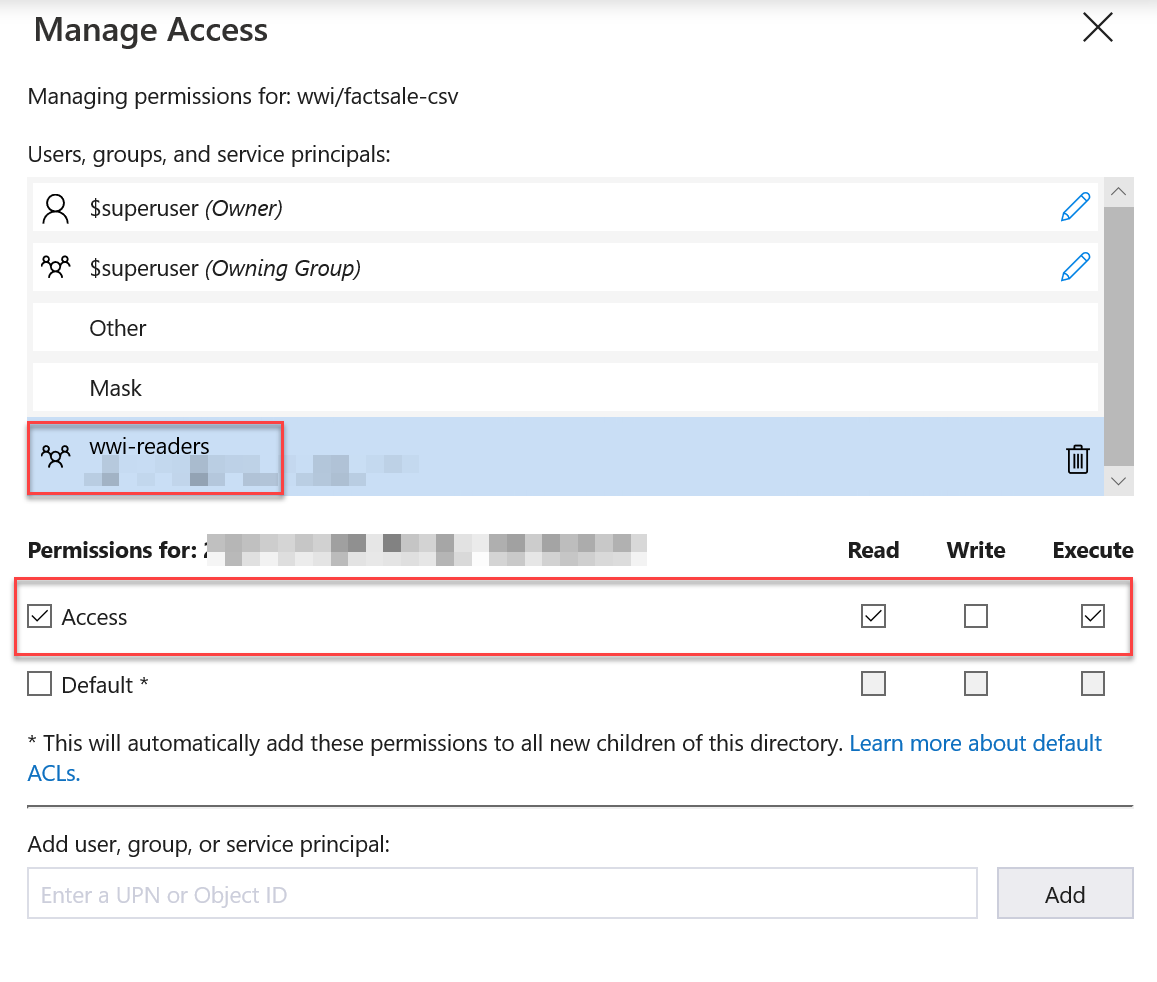 Manage Access
Managing permissions for: wwi/factsale-csv
Users, groups, and service principals:
$superuser (Owner)
$superuser (Owning Group)
Other
Mask
wwi-readers
Permissions for: Read Write Execute
Access
Default *
* This will automatically add these permissions to all new children of this directory. Learn more about default
ACLs.
Add user, group, or service principal:
Enter a UPN or Object ID Add